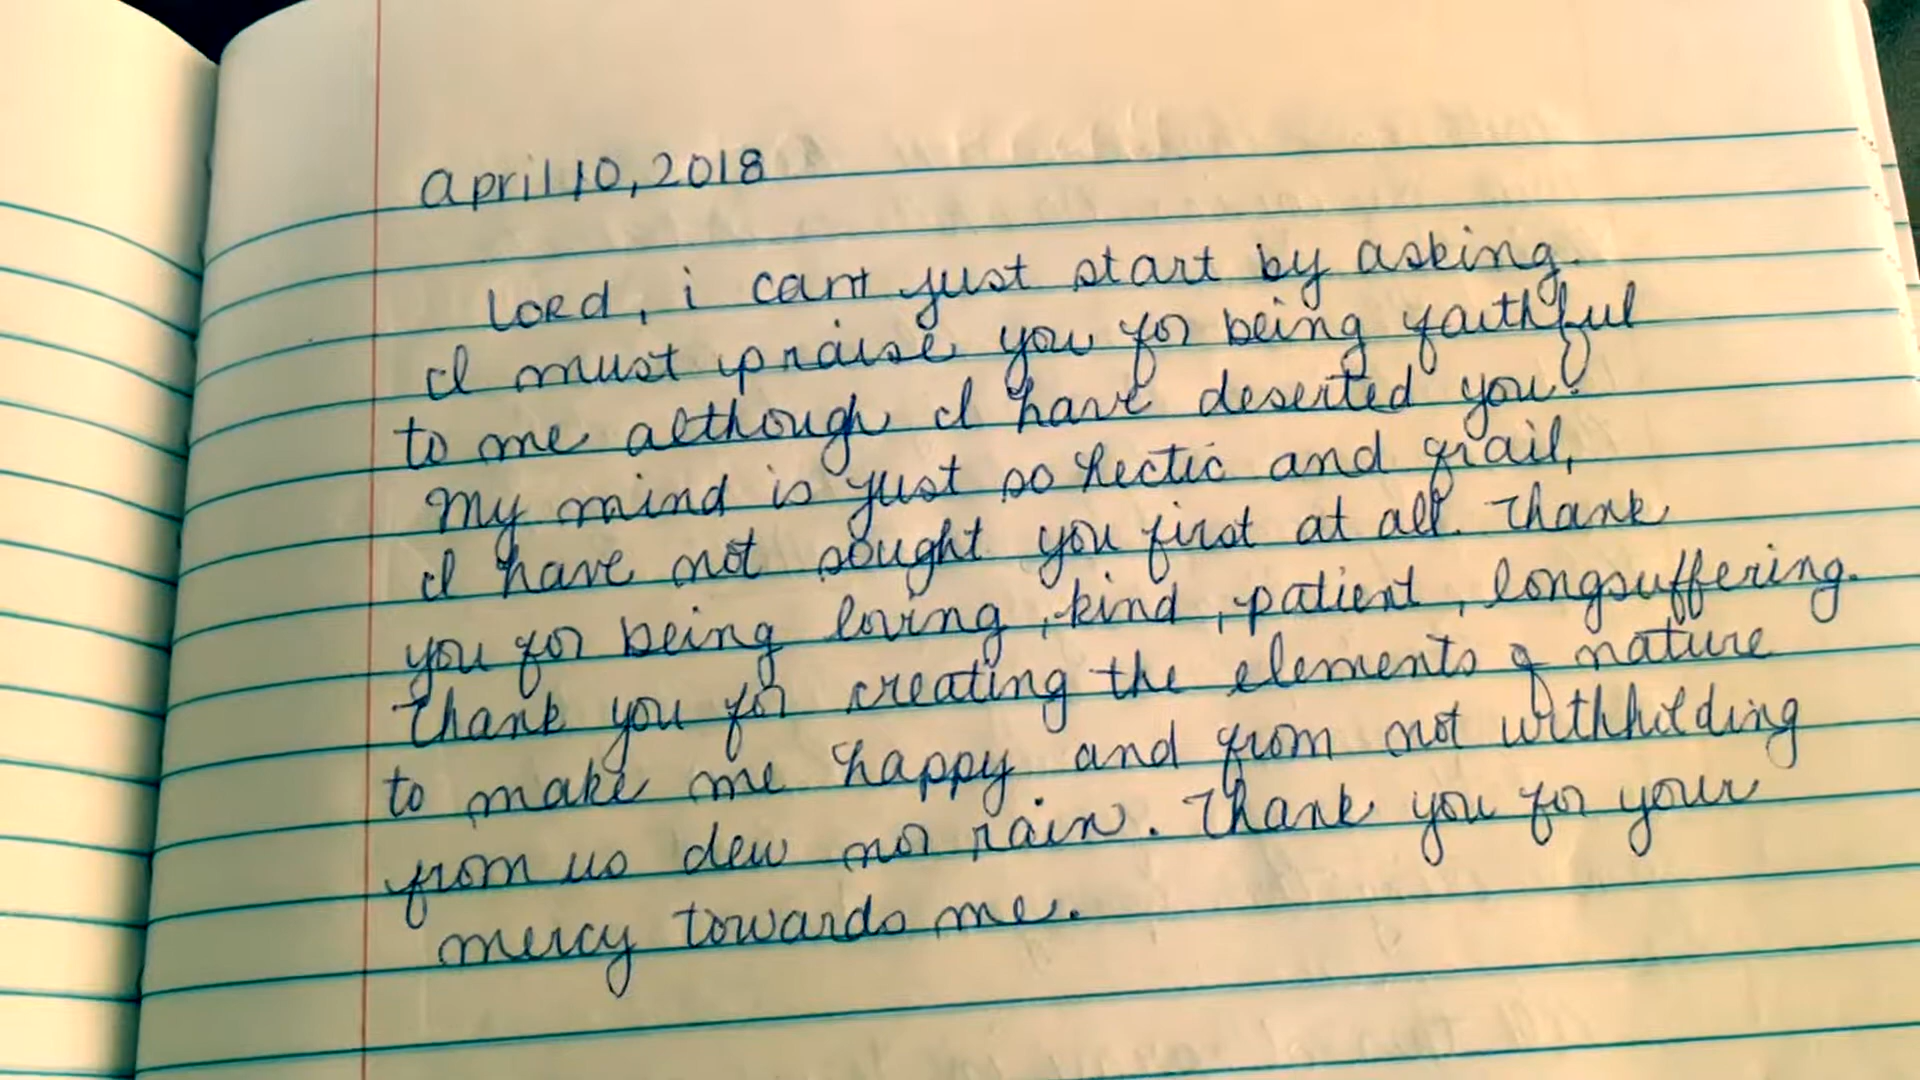 april 10, 2018
Lord, i cant just start by asking.
I must praise you for being faithful
to me although I have deserted you.
My mind is just so hectic and frail,
I have not sought you first at all. Thank
you for being loving, kind, patient, longsuffering.
Thank you for creating the elements of nature
to make me happy and from not withhilding
from us dew nor rain. Thank you for your
mercy towards me.